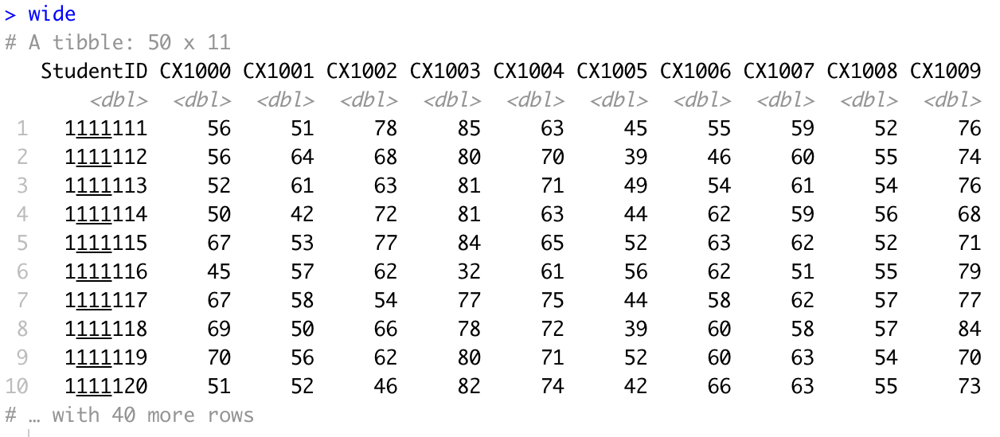 > wide
# A tibble: 50 x 11
StudentID CX1000 CX1001 CX1002 CX1003 CX1004 CX1005 CX1006 CX1007 CX1008 CX1009
<dbl> <dbl> <dbl> <dbl> <dbl> <dbl> <dbl> <dbl> <dbl> <dbl> <dbl>
1 1111111 56 51 78 85 63 45 55 59 52 76
2 1111112 56 64 68 80 70 39 46 60 55 74
3 1111113 52 61 63 81 71 49 54 61 54 76
4 1111114 50 42 72 81 63 44 62 59 56 68
5 1111115 67 53 77 84 65 52 63 62 52 71
6 1111116 45 57 62 32 61 56 62 51 55 79
7 1111117 67 58 54 77 75 44 58 62 57 77
8 1111118 69 50 66 78 72 39 60 58 57 84
9 1111119 70 56 62 80 71 52 60 63 54 70
10 1111120 51 52 46 82 74 42 66 63 55 73
# … with 40 more rows